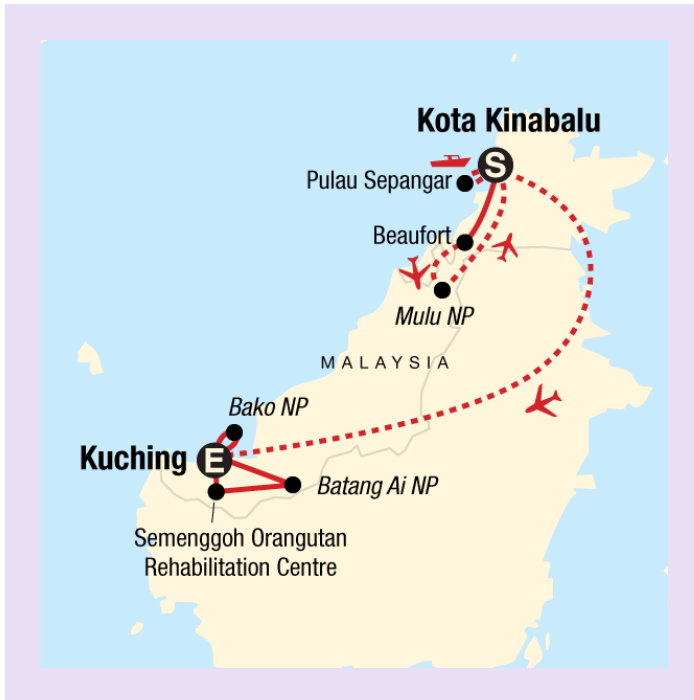 Kota Kinabalu
S
Pulau Sepangar
Beaufort
Mulu NP
MALAYSIA
Bako NP
Kuching
E
Batang Ai NP
Semenggoh Orangutan
Rehabilitation Centre